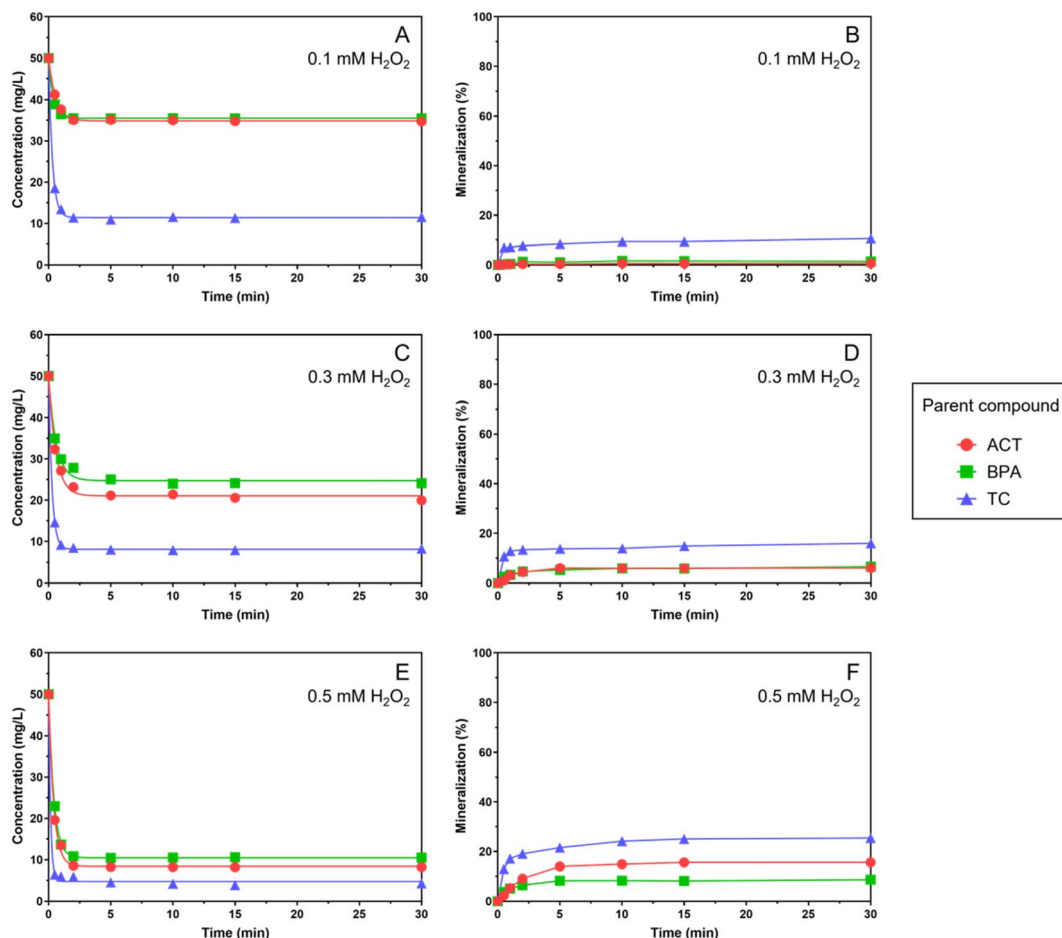 A
0.1 mM H₂O₂
Concentration (mg/L)
60
50
40
30
20
10
0
0 5 10 15 20 25 30
Time (min)
B
0.1 mM H₂O₂
Mineralization (%)
100
80
60
40
20
0
0 5 10 15 20 25 30
Time (min)
C
0.3 mM H₂O₂
Concentration (mg/L)
60
50
40
30
20
10
0
0 5 10 15 20 25 30
Time (min)
D
0.3 mM H₂O₂
Mineralization (%)
100
80
60
40
20
0
0 5 10 15 20 25 30
Time (min)
Parent compound
ACT
BPA
TC
E
0.5 mM H₂O₂
Concentration (mg/L)
60
50
40
30
20
10
0
0 5 10 15 20 25 30
Time (min)
F
0.5 mM H₂O₂
Mineralization (%)
100
80
60
40
20
0
0 5 10 15 20 25 30
Time (min)